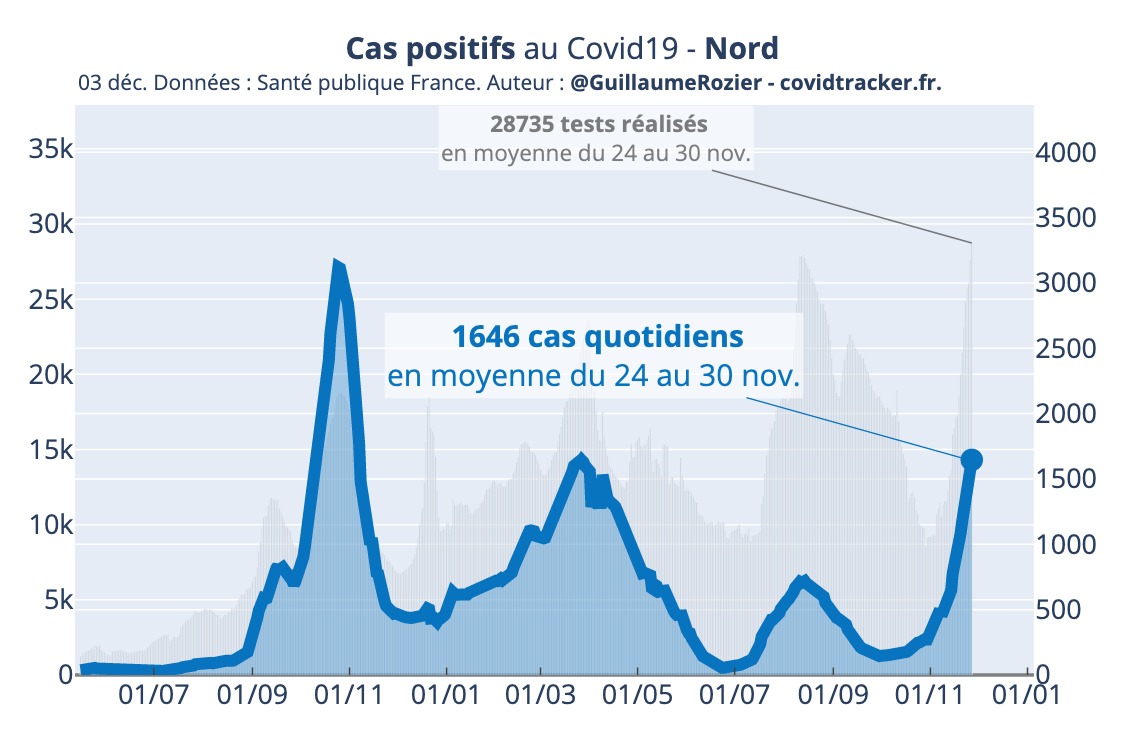 Cas positifs au Covid19 - Nord
03 déc. Données : Santé publique France. Auteur : @GuillaumeRozier - covidtracker.fr.
28735 tests réalisés
en moyenne du 24 au 30 nov.
35k
4000
30k
3500
25k
3000
1646 cas quotidiens
en moyenne du 24 au 30 nov.
20k
2500
15k
2000
10k
1500
5k
1000
500
0
0
01/07 01/09 01/11 01/01 01/03 01/05 01/07 01/09 01/11 01/01